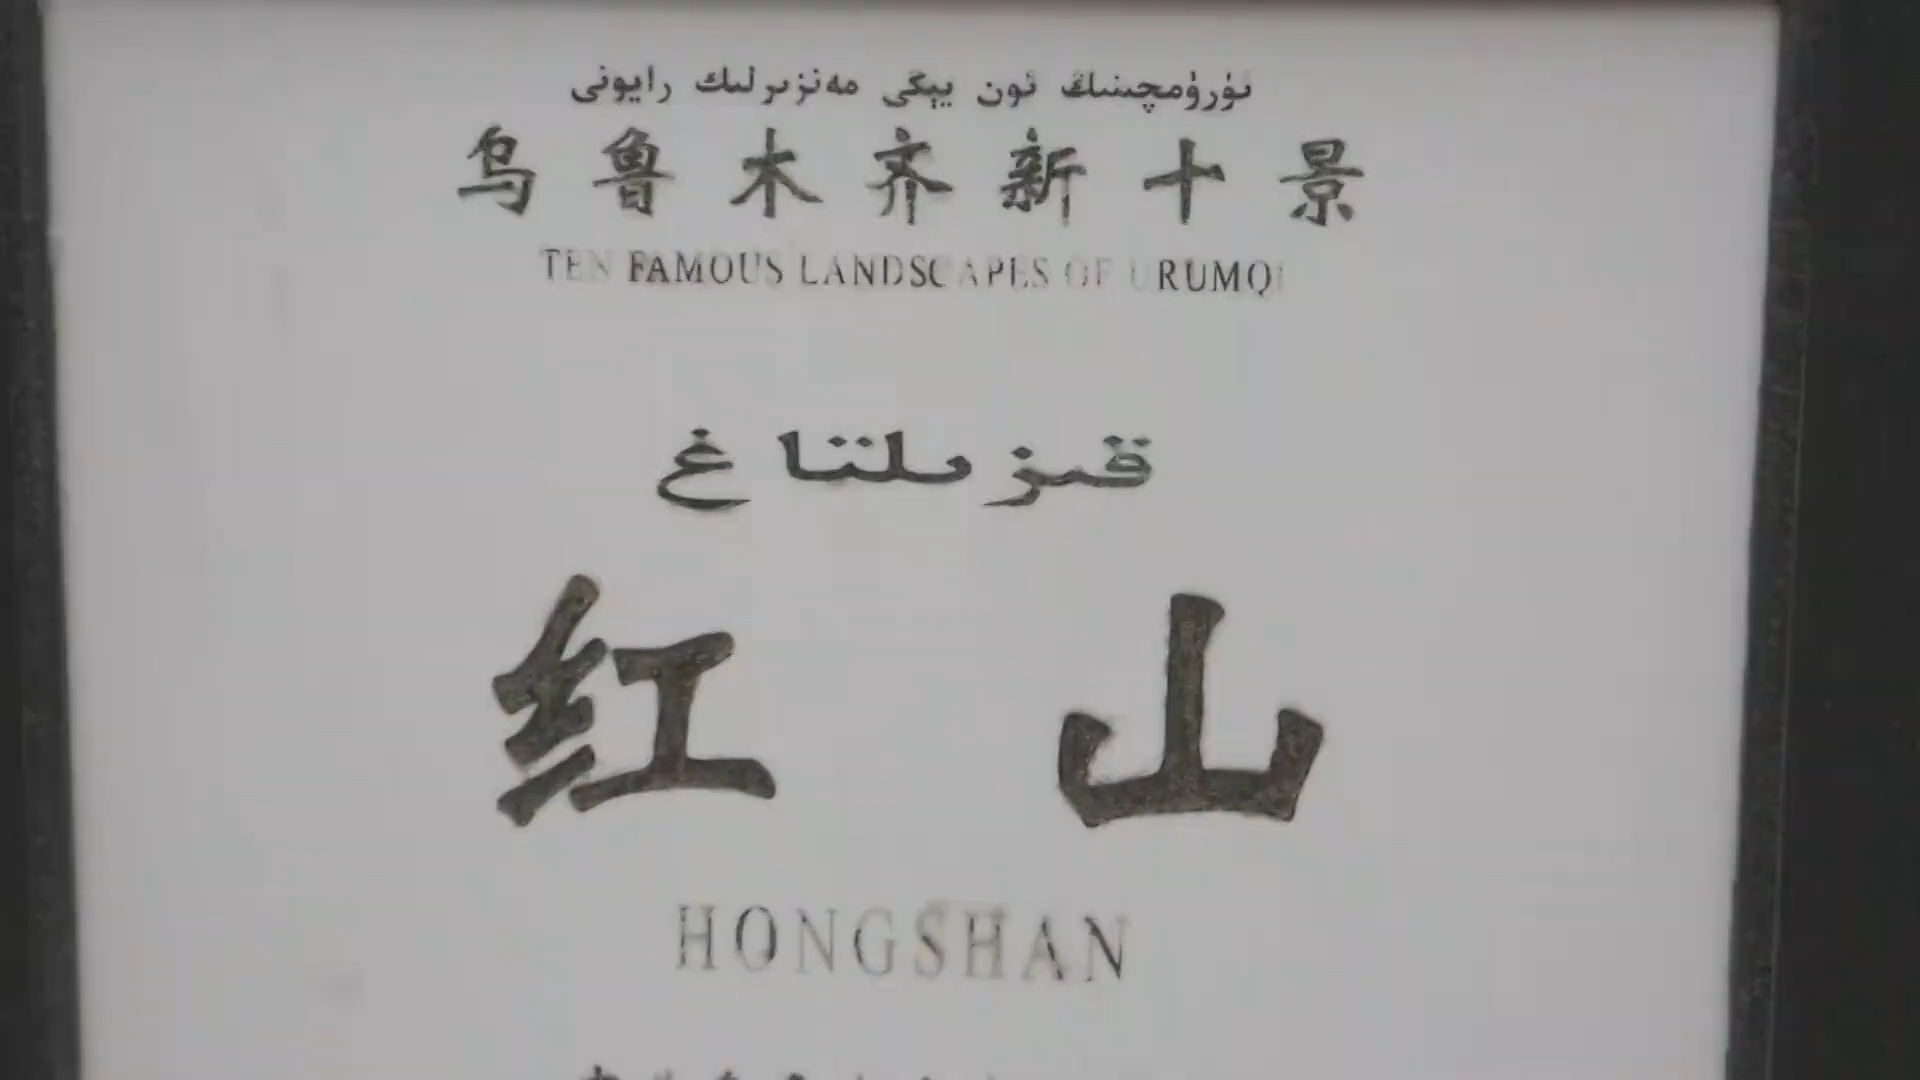 ئۈرۈمچىنىڭ ئون يېڭى مەنزىرىلىك رايونى
乌鲁木齐新十景
TEN FAMOUS LANDSCAPES OF URUMQI
قىزىلتاغ
红山
HONGSHAN